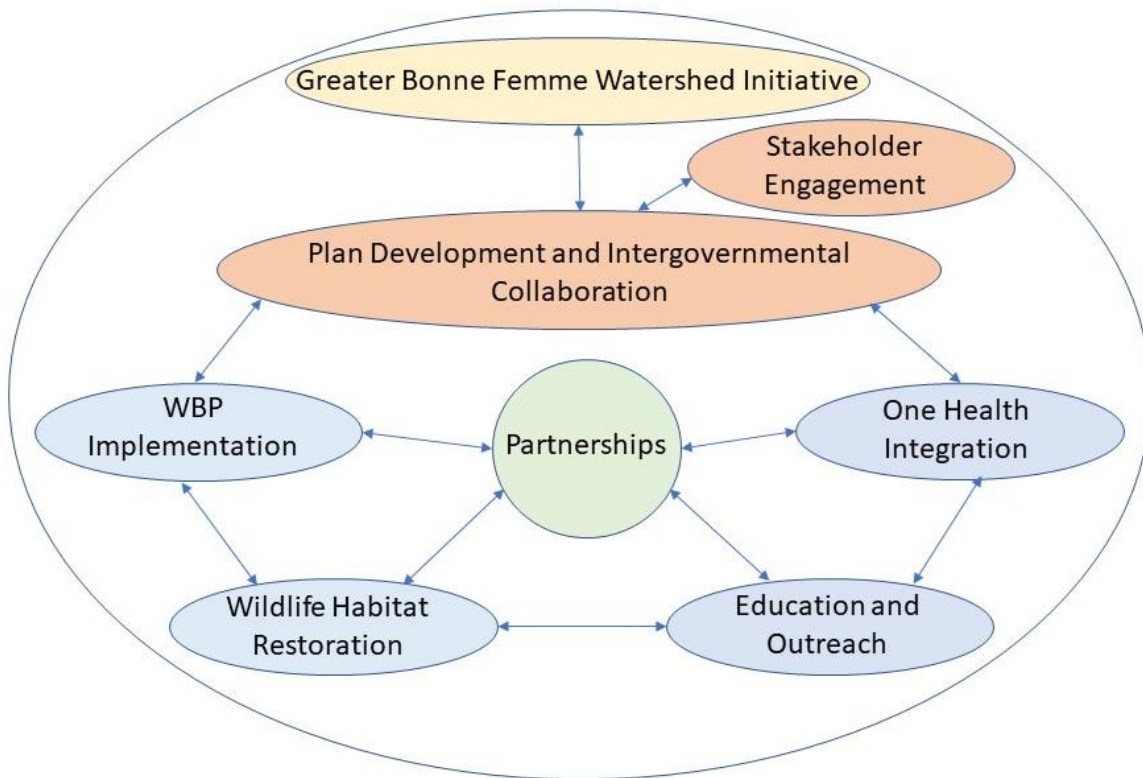 Greater Bonne Femme Watershed Initiative
Stakeholder
Engagement
Plan Development and Intergovernmental
Collaboration
WBP
Implementation
Partnerships
One Health
Integration
Wildlife Habitat
Restoration
Education and
Outreach